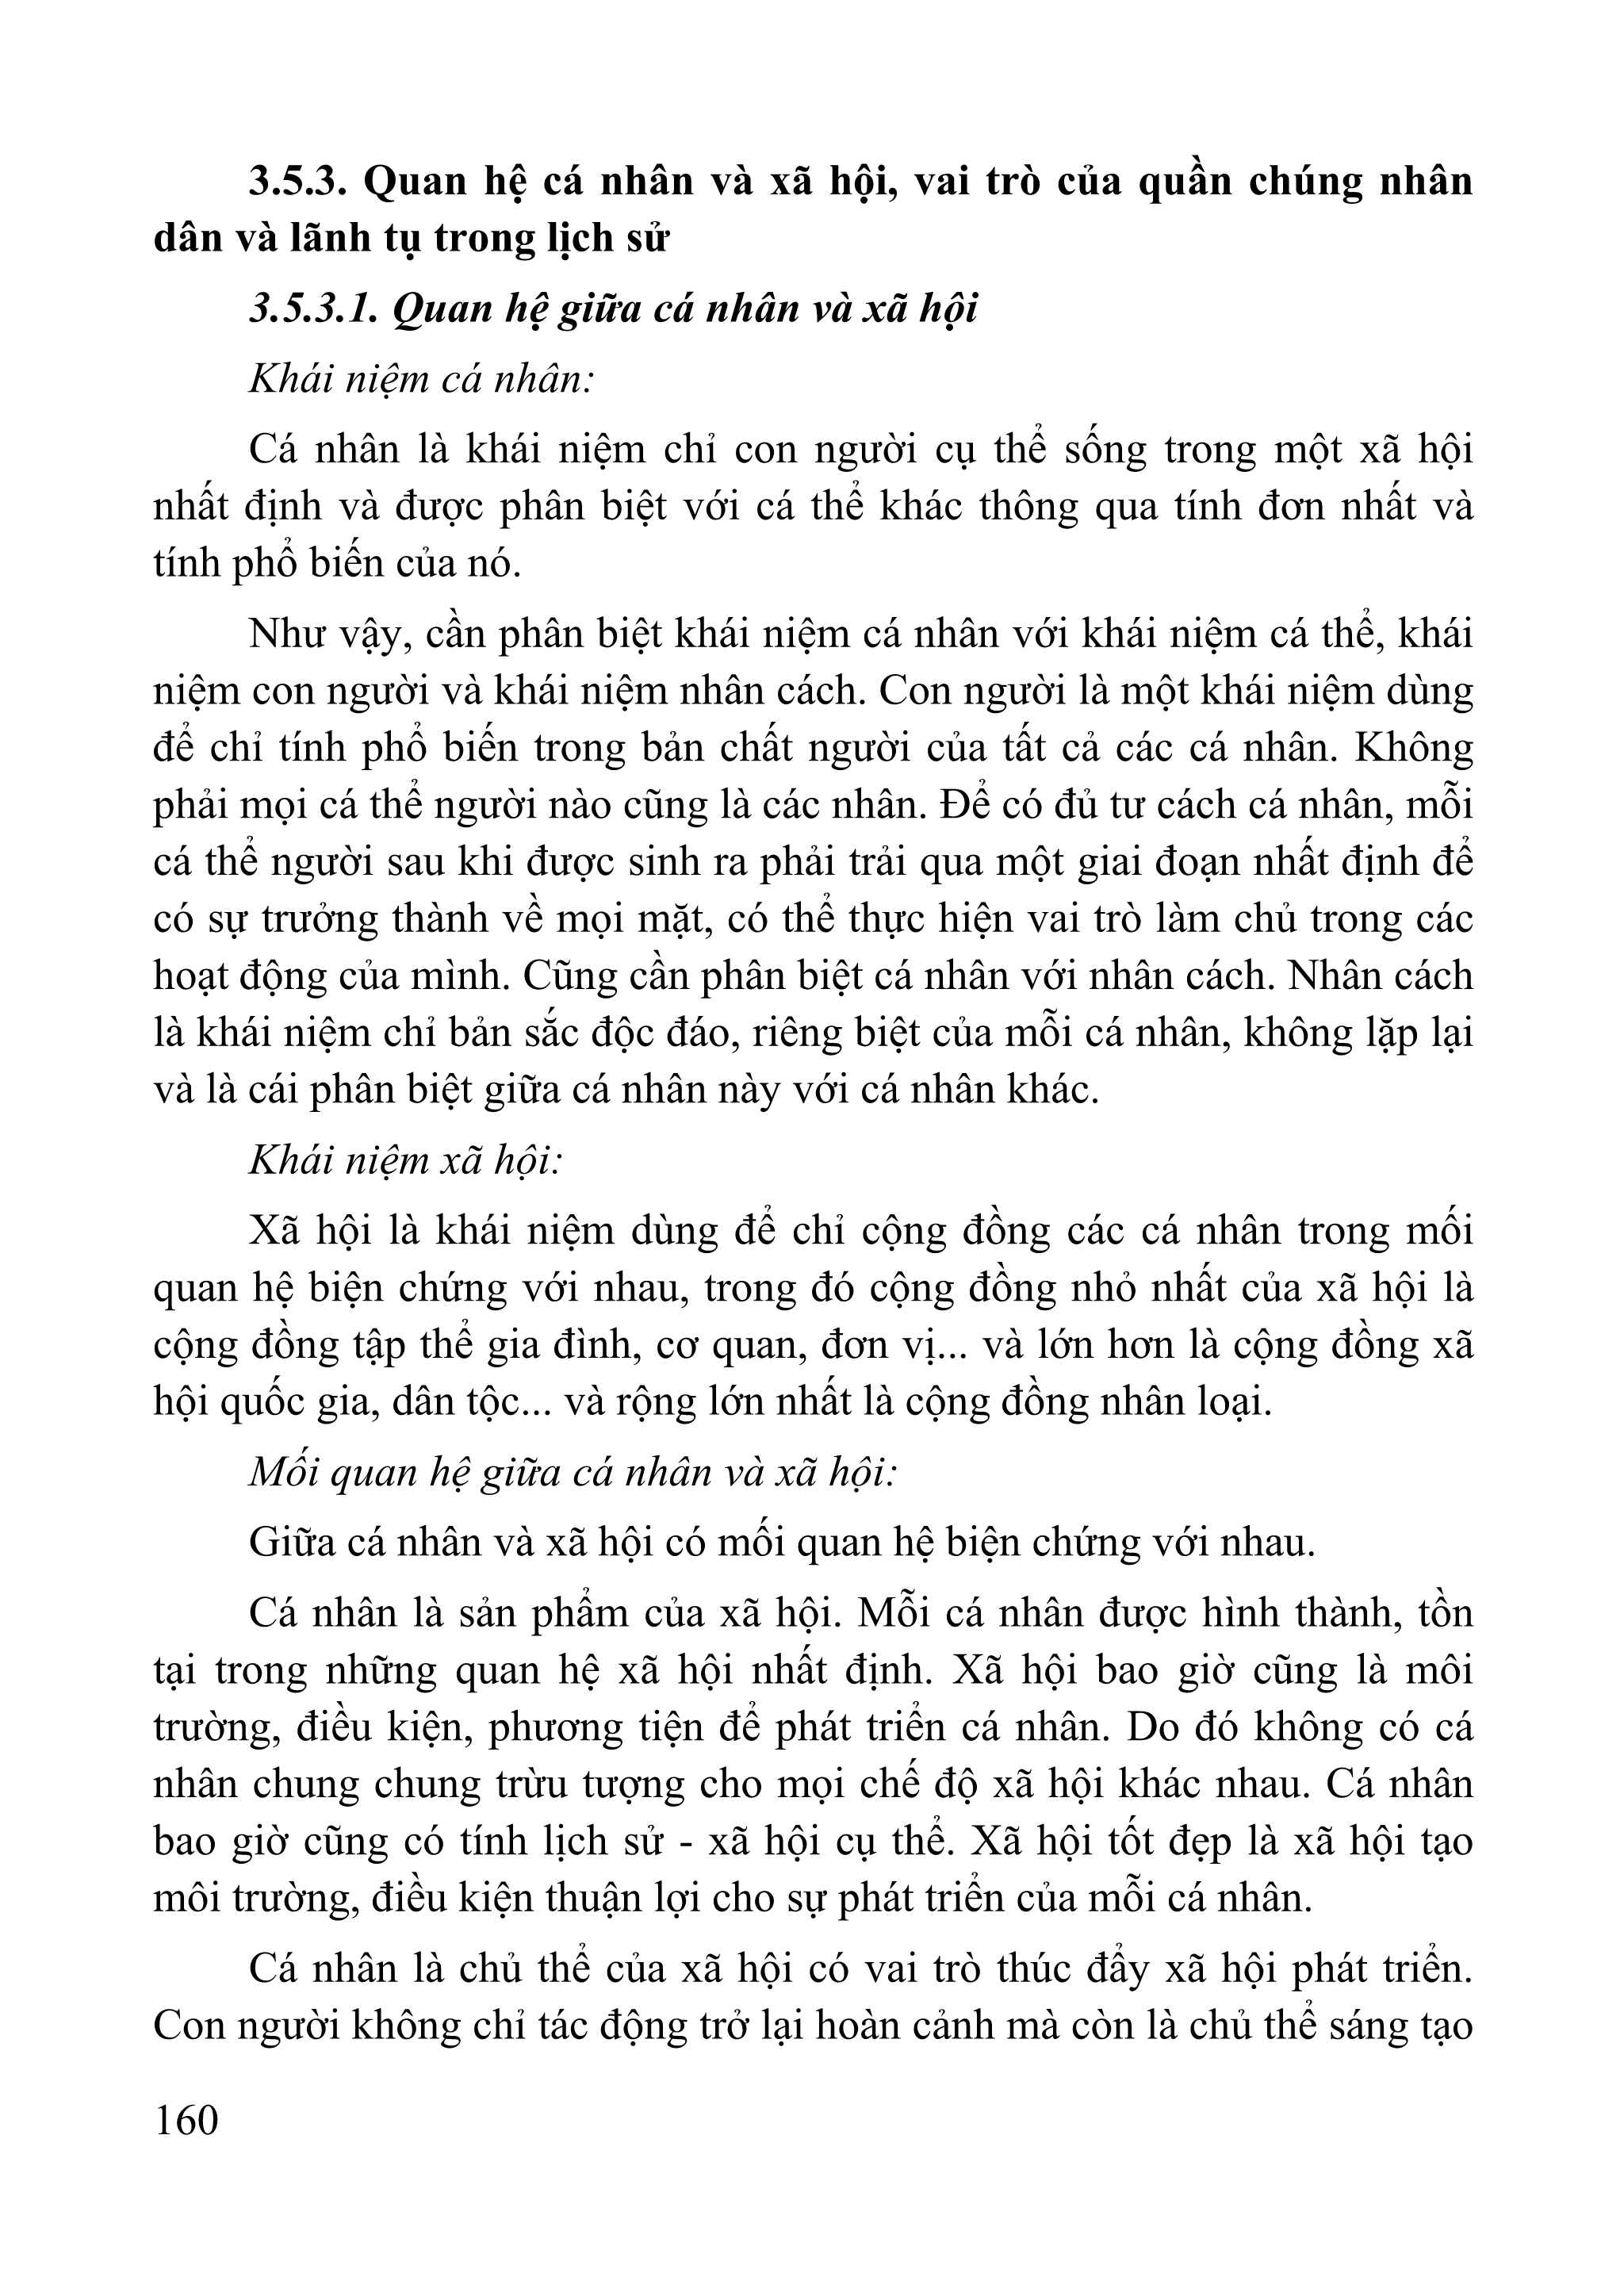 3.5.3. Quan hệ cá nhân và xã hội, vai trò của quần chúng nhân
dân và lãnh tụ trong lịch sử
3.5.3.1. Quan hệ giữa cá nhân và xã hội
Khái niệm cá nhân:
Cá nhân là khái niệm chỉ con người cụ thể sống trong một xã hội
nhất định và được phân biệt với cá thể khác thông qua tính đơn nhất và
tính phổ biến của nó.
Như vậy, cần phân biệt khái niệm cá nhân với khái niệm cá thể, khái
niệm con người và khái niệm nhân cách. Con người là một khái niệm dùng
để chỉ tính phổ biến trong bản chất người của tất cả các cá nhân. Không
phải mọi cá thể người nào cũng là các nhân. Để có đủ tư cách cá nhân, mỗi
cá thể người sau khi được sinh ra phải trải qua một giai đoạn nhất định để
có sự trưởng thành về mọi mặt, có thể thực hiện vai trò làm chủ trong các
hoạt động của mình. Cũng cần phân biệt cá nhân với nhân cách. Nhân cách
là khái niệm chỉ bản sắc độc đáo, riêng biệt của mỗi cá nhân, không lặp lại
và là cái phân biệt giữa cá nhân này với cá nhân khác.
Khái niệm xã hội:
Xã hội là khái niệm dùng để chỉ cộng đồng các cá nhân trong mối
quan hệ biện chứng với nhau, trong đó cộng đồng nhỏ nhất của xã hội là
cộng đồng tập thể gia đình, cơ quan, đơn vị... và lớn hơn là cộng đồng xã
hội quốc gia, dân tộc... và rộng lớn nhất là cộng đồng nhân loại.
Mối quan hệ giữa cá nhân và xã hội:
Giữa cá nhân và xã hội có mối quan hệ biện chứng với nhau.
Cá nhân là sản phẩm của xã hội. Mỗi cá nhân được hình thành, tồn
tại trong những quan hệ xã hội nhất định. Xã hội bao giờ cũng là môi
trường, điều kiện, phương tiện để phát triển cá nhân. Do đó không có cá
nhân chung chung trừu tượng cho mọi chế độ xã hội khác nhau. Cá nhân
bao giờ cũng có tính lịch sử - xã hội cụ thể. Xã hội tốt đẹp là xã hội tạo
môi trường, điều kiện thuận lợi cho sự phát triển của mỗi cá nhân.
Cá nhân là chủ thể của xã hội có vai trò thúc đẩy xã hội phát triển.
Con người không chỉ tác động trở lại hoàn cảnh mà còn là chủ thể sáng tạo
160